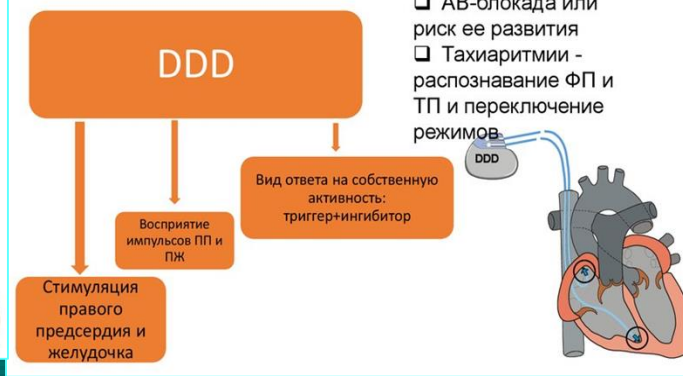 DDD
Стимуляция
правого
предсердия и
желудочка
Восприятие
импульсов ПП и
ПЖ
Вид ответа на собственную
активность:
триггер+ингибитор
❑ АВ-блокада или
риск ее развития
❑ Тахиаритмии -
распознавание ФП и
ТП и переключение
режимов
DDD